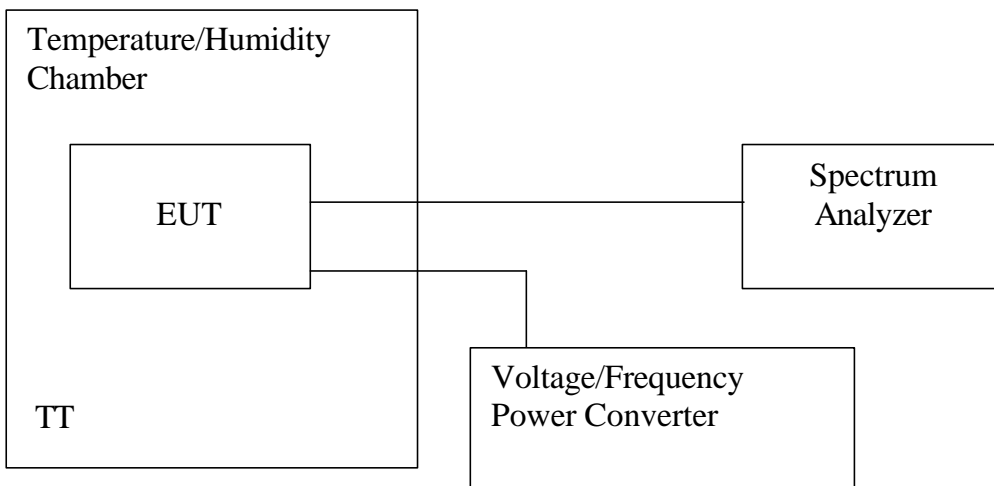 Temperature/Humidity
Chamber
EUT
Spectrum
Analyzer
Voltage/Frequency
Power Converter
TT